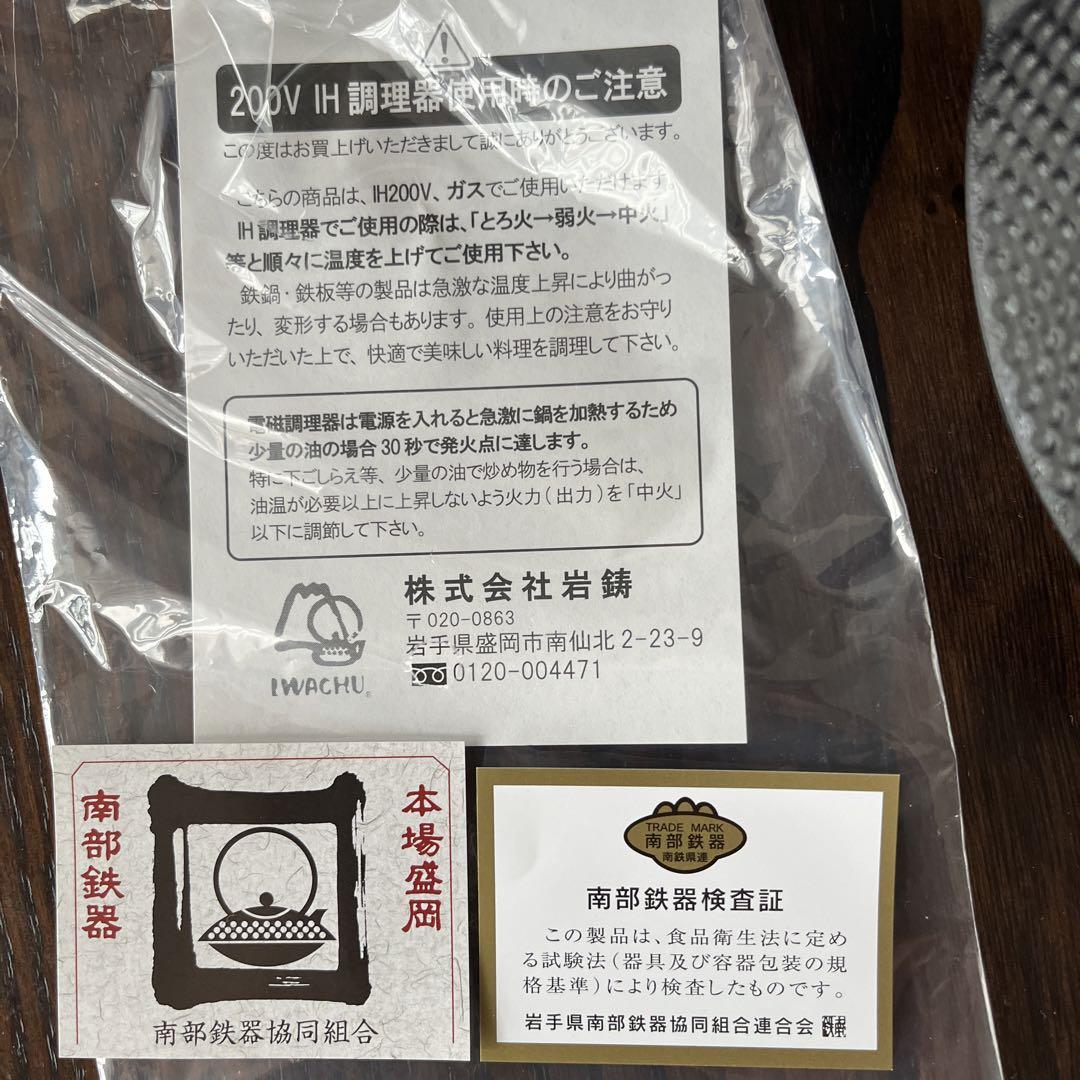 200V IH 調理器使用時のご注意
この度はお買上げいただきまして誠にありがとうございます。
こちらの商品は、IH200V、ガスでご使用いただけます。
IH 調理器でご使用の際は、「とろ火→弱火→中火」
等と順々に温度を上げてご使用下さい。
鉄鍋・鉄板等の製品は急激な温度上昇により曲がっ
たり、変形する場合もあります。使用上の注意をお守り
いただいた上で、快適で美味しい料理を調理して下さい。
電磁調理器は電源を入れると急激に鍋を加熱するため
少量の油の場合 30 秒で発火点に達します。
特に下ごしらえ等、少量の油で炒め物を行う場合は、
油温が必要以上に上昇しないよう火力(出力)を「中火」
以下に調節して下さい。
株式会社岩鋳
〒020-0863
岩手県盛岡市南仙北 2-23-9
0120-004471
IWACHU®
本場盛岡
南部鉄器
南部鉄器協同組合
TRADE MARK
南部鉄器
南鉄県連
南部鉄器検査証
この製品は、食品衛生法に定め
る試験法(器具及び容器包装の規
格基準)により検査したものです。
岩手県南部鉄器協同組合連合会